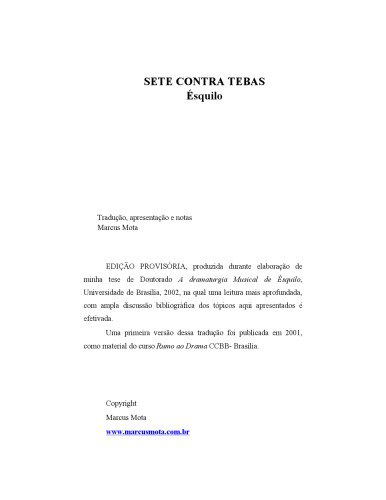 SETE CONTRA TEBAS
Ésquilo
Tradução, apresentação e notas
Marcus Mota
EDIÇÃO PROVISÓRIA, produzida durante elaboração de
minha tese de Doutorado A dramaturgia Musical de Ésquilo,
Universidade de Brasília, 2002, na qual uma leitura mais aprofundada,
com ampla discussão bibliográfica dos tópicos aqui apresentados é
efetivada.
Uma primeira versão dessa tradução foi publicada em 2001,
como material do curso Rumo ao Drama CCBB- Brasília.
Copyright
Marcus Mota
www.marcusmota.com.br